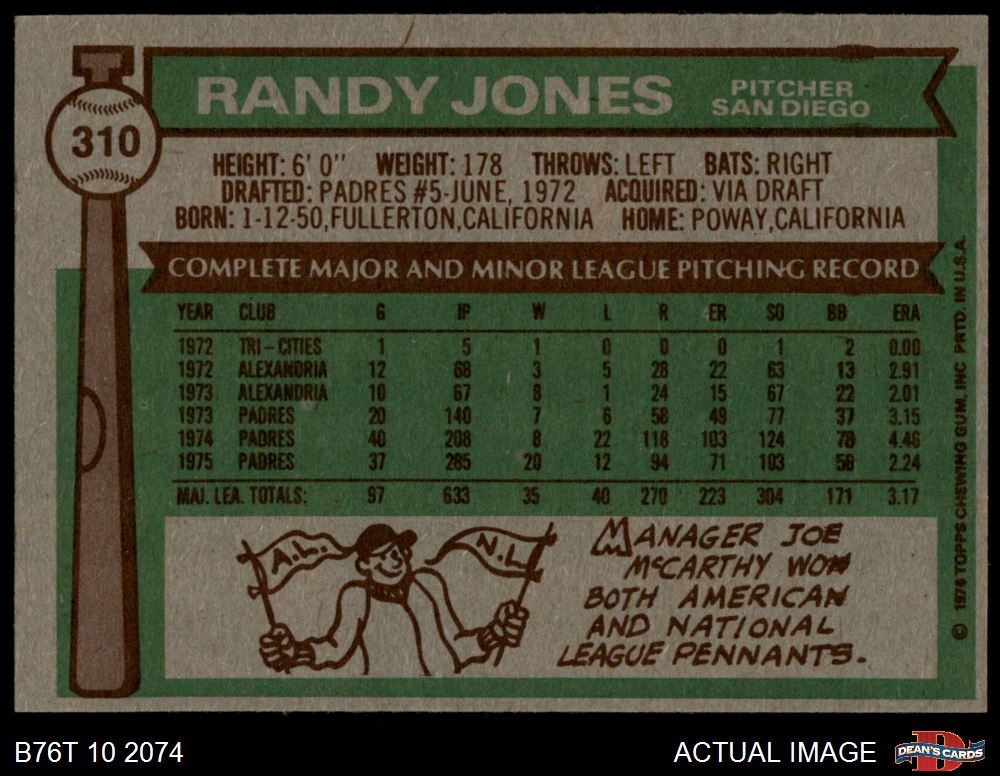 310
RANDY JONES
PITCHER
SAN DIEGO
HEIGHT: 6' 0" WEIGHT: 178 THROWS: LEFT BATS: RIGHT
DRAFTED: PADRES #5-JUNE, 1972 ACQUIRED: VIA DRAFT
BORN: 1-12-50, FULLERTON, CALIFORNIA HOME: POWAY, CALIFORNIA
COMPLETE MAJOR AND MINOR LEAGUE PITCHING RECORD
YEAR CLUB G IP W L R ER SO BB ERA
1972 TRI-CITIES 1 5 1 0 0 0 1 2 0.00
1972 ALEXANDRIA 12 68 3 5 28 22 63 13 2.91
1973 ALEXANDRIA 10 67 8 1 24 15 67 22 2.01
1973 PADRES 20 140 7 6 58 49 77 37 3.15
1974 PADRES 40 208 8 22 118 103 124 78 4.46
1975 PADRES 37 285 20 12 94 71 103 56 2.24
MAJ. LEA. TOTALS: 97 633 35 40 270 223 304 171 3.17
A.L.
N.L.
MANAGER JOE
McCARTHY WON
BOTH AMERICAN
AND NATIONAL
LEAGUE PENNANTS.
© 1976 TOPPS CHEWING GUM, INC PRTD. IN U.S.A.
B76T 10 2074
ACTUAL IMAGE
DEAN'S CARDS